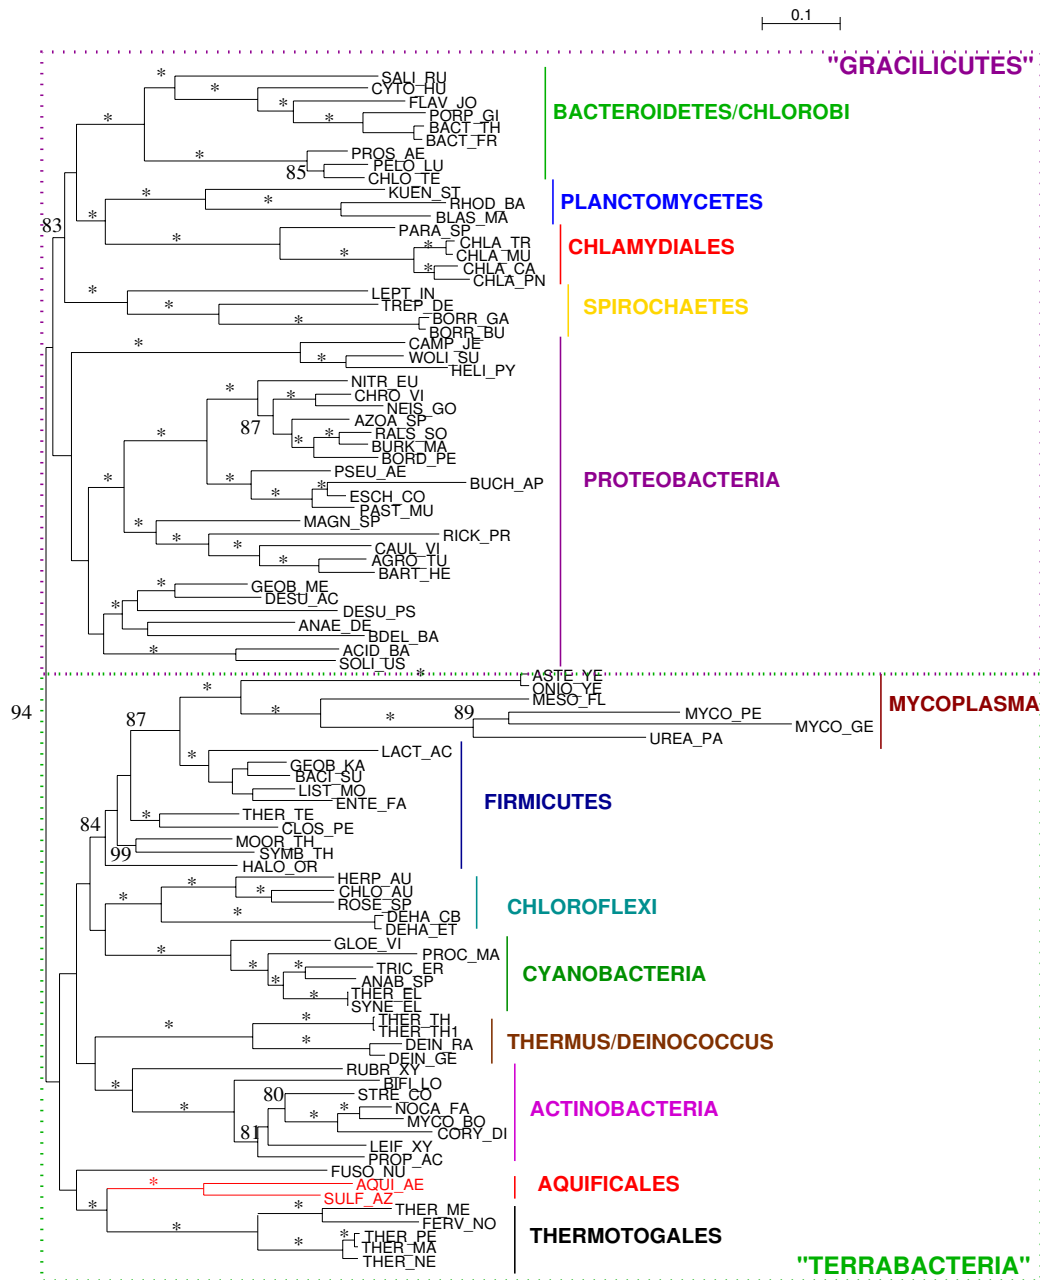 0.1
"GRACILICUTES"
*
SALI_RU
*
CYTO_HU
*
FLAV_JO
*
*
PORP_GI
BACTEROIDETES/CHLOROBI
BACT_TH
BACT_FR
*
PROS_AE
85
PELO_LU
CHLO_TE
*
KUEN_ST
*
RHOD_BA
PLANCTOMYCETES
*
BLAS_MA
83
PARA_SP
*
*
CHLA_TR
CHLAMYDIALES
*
CHLA_MU
*
CHLA_CA
CHLA_PN
*
LEPT_IN
*
TREP_DE
SPIROCHAETES
*
BORR_GA
BORR_BU
*
CAMP_JE
*
WOLI_SU
HELI_PY
*
NITR_EU
*
CHRO_VI
NEIS_GO
87
AZOA_SP
*
*
*
RALS_SO
BURK_MA
BORD_PE
*
*
PSEU_AE
PROTEOBACTERIA
*
BUCH_AP
*
ESCH_CO
PAST_MU
*
MAGN_SP
*
RICK_PR
*
CAUL_VI
*
AGRO_TU
BART_HE
*
GEOB_ME
*
DESU_AC
DESU_PS
ANAE_DE
BDEL_BA
*
ACID_BA
SOLI_US
*
ASTE_YE
*
ONIO_YE
MESO_FL
MYCOPLASMA
94
87
*
*
89
MYCO_PE
MYCO_GE
UREA_PA
*
LACT_AC
GEOB_KA
BACI_SU
LIST_MO
FIRMICUTES
ENTE_FA
*
THER_TE
84
CLOS_PE
99
MOOR_TH
SYMB_TH
HALO_OR
*
HERP_AU
*
*
CHLO_AU
ROSE_SP
CHLOROFLEXI
*
DEHA_CB
DEHA_ET
*
GLOE_VI
PROC_MA
*
*
TRIC_ER
CYANOBACTERIA
*
ANAB_SP
*
THER_EL
SYNE_EL
*
*
THER_TH
THER_TH1
*
DEIN_RA
THERMUS/DEINOCOCCUS
DEIN_GE
RUBR_XY
*
BIFI_LO
80
STRE_CO
*
*
*
NOCA_FA
ACTINOBACTERIA
MYCO_BO
81
CORY_DI
LEIF_XY
PROP_AC
FUSO_NU
*
AQUI_AE
AQUIFICALES
SULF_AZ
*
*
THER_ME
*
FERV_NO
*
THER_PE
THERMOTOGALES
*
THER_MA
THER_NE
"TERRABACTERIA"